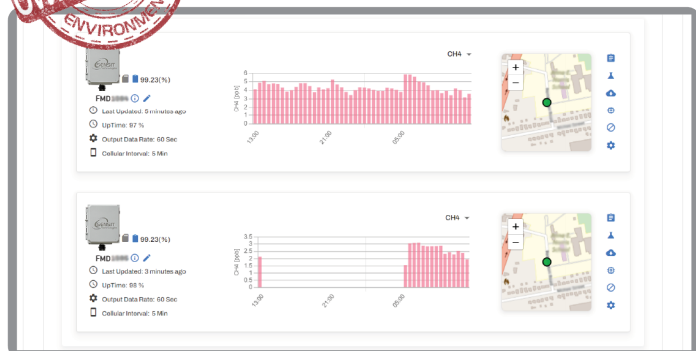 ENVIRONMENT
CH4
99.23(%)
FMD
Last Updated: 5 minutes ago
UpTime: 97 %
Output Data Rate: 60 Sec
Cellular Interval: 5 Min
CH4 [ppm]
6
5
4
3
2
1
0
13:00
21:00
05:00
+
−
CH4
99.23(%)
FMD
Last Updated: 3 minutes ago
UpTime: 98 %
Output Data Rate: 60 Sec
Cellular Interval: 5 Min
CH4 [ppm]
3.5
3
2.5
2
1.5
1
0.5
0
13:00
21:00
05:00
+
−